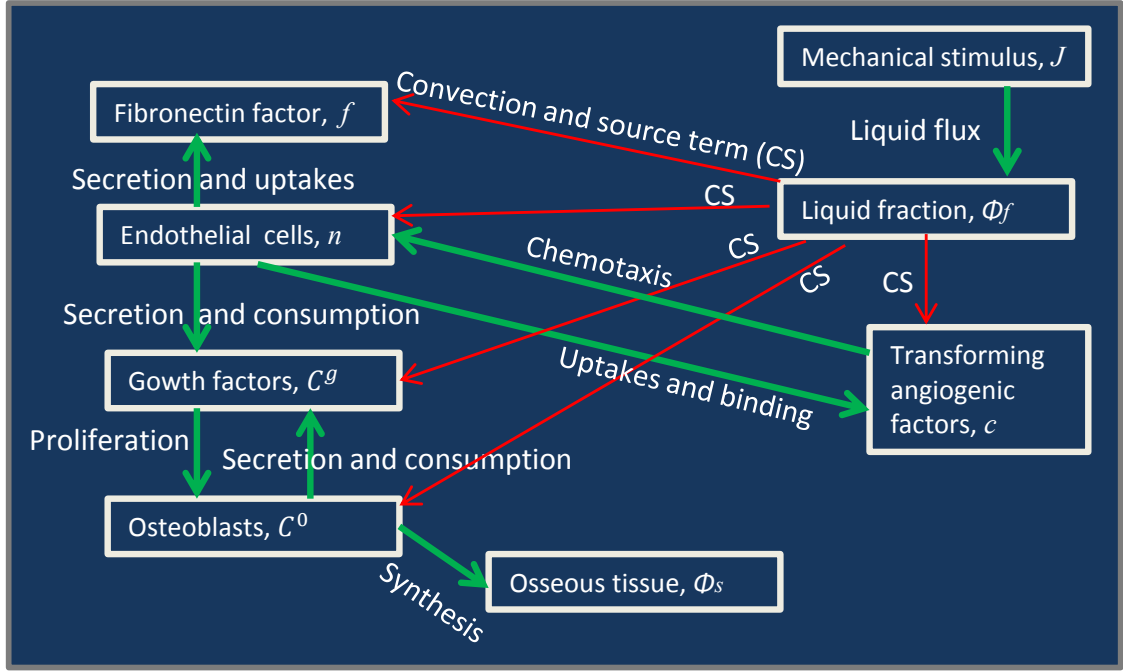 Mechanical stimulus, J
Convection and source term (CS)
Fibronectin factor, f
Liquid flux
Secretion and uptakes
CS
Liquid fraction, Φf
Endothelial cells, n
Chemotaxis
CS
CS
CS
Secretion and consumption
Transforming
angiogenic
factors, c
Uptakes and binding
Gowth factors, C^g
Proliferation
Secretion and consumption
Osteoblasts, C^0
Synthesis
Osseous tissue, Φs